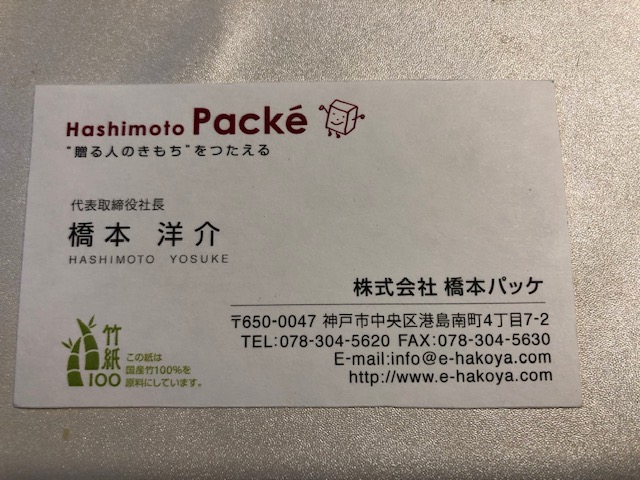 Hashimoto Packé
"贈る人のきもち"をつたえる
代表取締役社長
橋本 洋介
HASHIMOTO YOSUKE
株式会社 橋本パッケ
〒650-0047 神戸市中央区港島南町4丁目7-2
TEL:078-304-5620 FAX:078-304-5630
E-mail:info@e-hakoya.com
http://www.e-hakoya.com
竹紙100
この紙は
国産竹100%を
原料にしています。